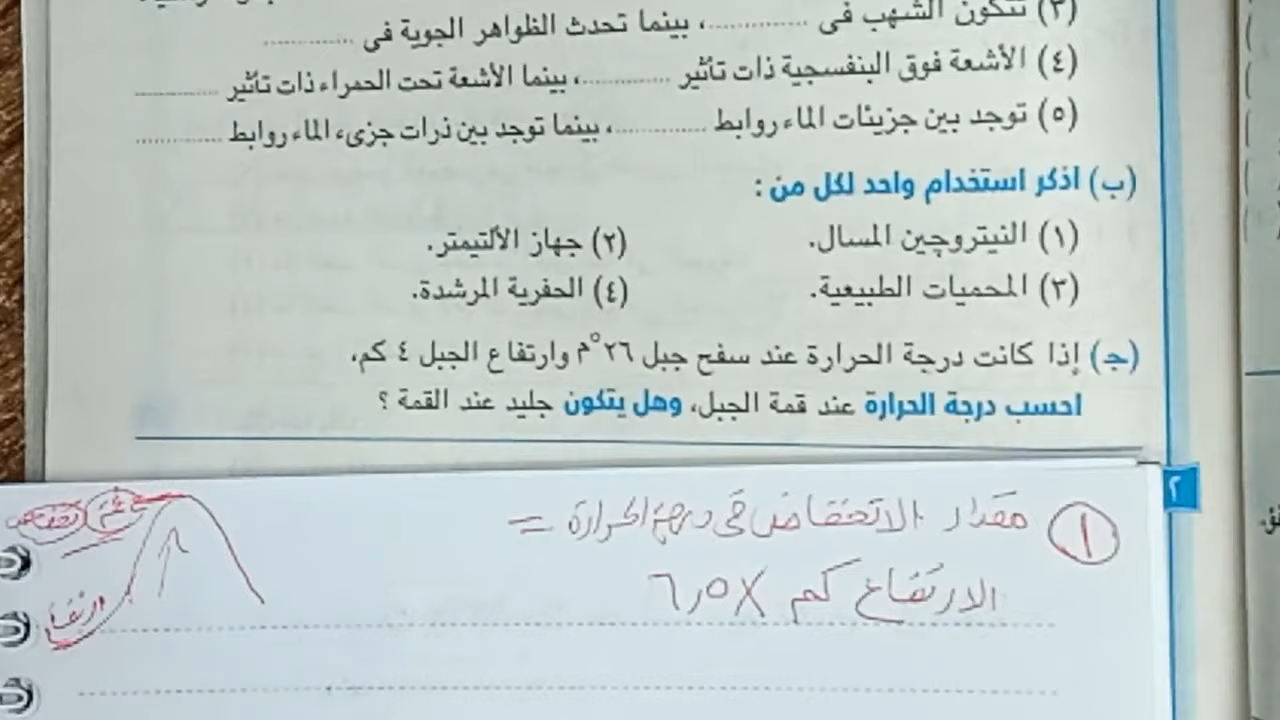 (٣) تتكون الشهب فى ............، بينما تحدث الظواهر الجوية فى ............
(٤) الأشعة فوق البنفسجية ذات تأثير ............، بينما الأشعة تحت الحمراء ذات تأثير ............
(٥) توجد بين جزيئات الماء روابط ............، بينما توجد بين ذرات جزىء الماء روابط ............
(ب) اذكر استخدام واحد لكل من :
(١) النيتروچين المسال. (٢) جهاز الألتيمتر.
(٣) المحميات الطبيعية. (٤) الحفرية المرشدة.
(جـ) إذا كانت درجة الحرارة عند سفح جبل ٢٦°م وارتفاع الجبل ٤ كم،
احسب درجة الحرارة عند قمة الجبل، وهل يتكون جليد عند القمة ؟
٢
١ مقدار الانخفاض فى درجة الحرارة =
الارتفاع كم × ٦,٥